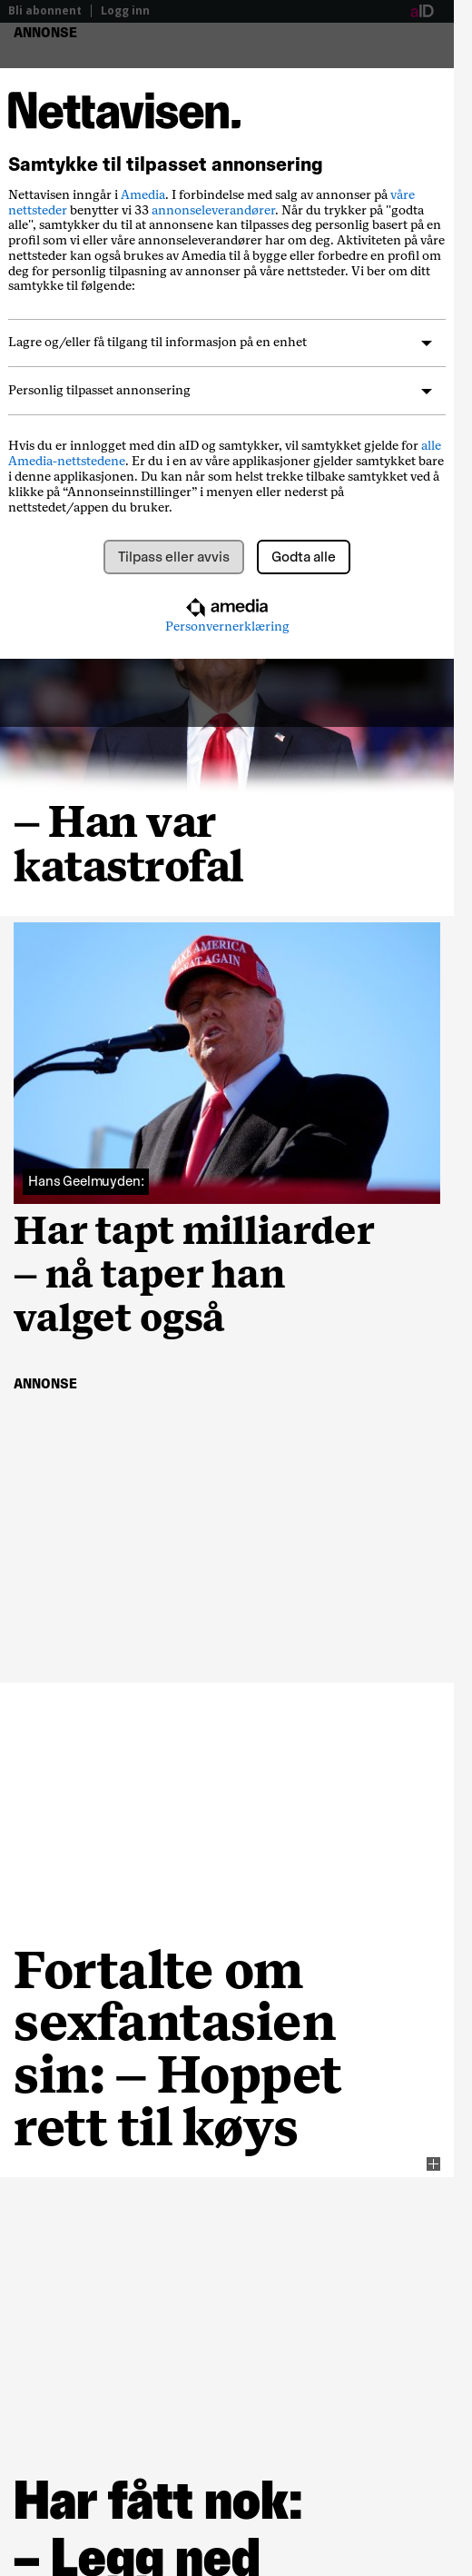 Bli abonnent | Logg inn
aID
ANNONSE
Nettavisen.
Samtykke til tilpasset annonsering
Nettavisen inngår i Amedia. I forbindelse med salg av annonser på våre
nettsteder benytter vi 33 annonseleverandører. Når du trykker på "godta
alle", samtykker du til at annonsene kan tilpasses deg personlig basert på en
profil som vi eller våre annonseleverandører har om deg. Aktiviteten på våre
nettsteder kan også brukes av Amedia til å bygge eller forbedre en profil om
deg for personlig tilpasning av annonser på våre nettsteder. Vi ber om ditt
samtykke til følgende:
Lagre og/eller få tilgang til informasjon på en enhet
Personlig tilpasset annonsering
Hvis du er innlogget med din aID og samtykker, vil samtykket gjelde for alle
Amedia-nettstedene. Er du i en av våre applikasjoner gjelder samtykket bare
i denne applikasjonen. Du kan når som helst trekke tilbake samtykket ved å
klikke på “Annonseinnstillinger” i menyen eller nederst på
nettstedet/appen du bruker.
Tilpass eller avvis
Godta alle
amedia
Personvernerklæring
– Han var
katastrofal
AMERICA
AGAIN
Hans Geelmuyden:
Har tapt milliarder
– nå taper han
valget også
ANNONSE
Fortalte om
sexfantasien
sin: – Hoppet
rett til køys
Har fått nok:
– Legg ned